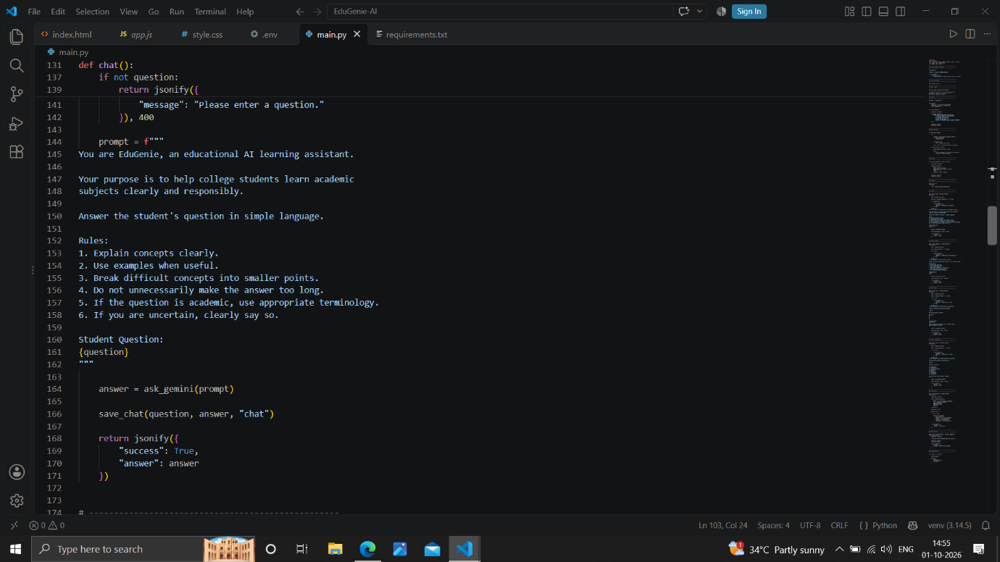 File Edit Selection View Go Run Terminal Help
EduGenie-AI
Sign In
index.html
JS app.js
# style.css
.env
main.py
requirements.txt
main.py
131 def chat():
137 if not question:
139 return jsonify({
141 "message": "Please enter a question."
142 }), 400
143
144 prompt = f"""
145 You are EduGenie, an educational AI learning assistant.
146
147 Your purpose is to help college students learn academic
148 subjects clearly and responsibly.
149
150 Answer the student's question in simple language.
151
152 Rules:
153 1. Explain concepts clearly.
154 2. Use examples when useful.
155 3. Break difficult concepts into smaller points.
156 4. Do not unnecessarily make the answer too long.
157 5. If the question is academic, use appropriate terminology.
158 6. If you are uncertain, clearly say so.
159
160 Student Question:
161 {question}
162 """
163
164 answer = ask_gemini(prompt)
165
166 save_chat(question, answer, "chat")
167
168 return jsonify({
169 "success": True,
170 "answer": answer
171 })
172
173
174 # --------------------------------------------------
0 0
Ln 103, Col 24 Spaces: 4 UTF-8 CRLF { } Python venv (3.14.5)
Type here to search
1
34°C Partly sunny
ENG
14:55
01-10-2026